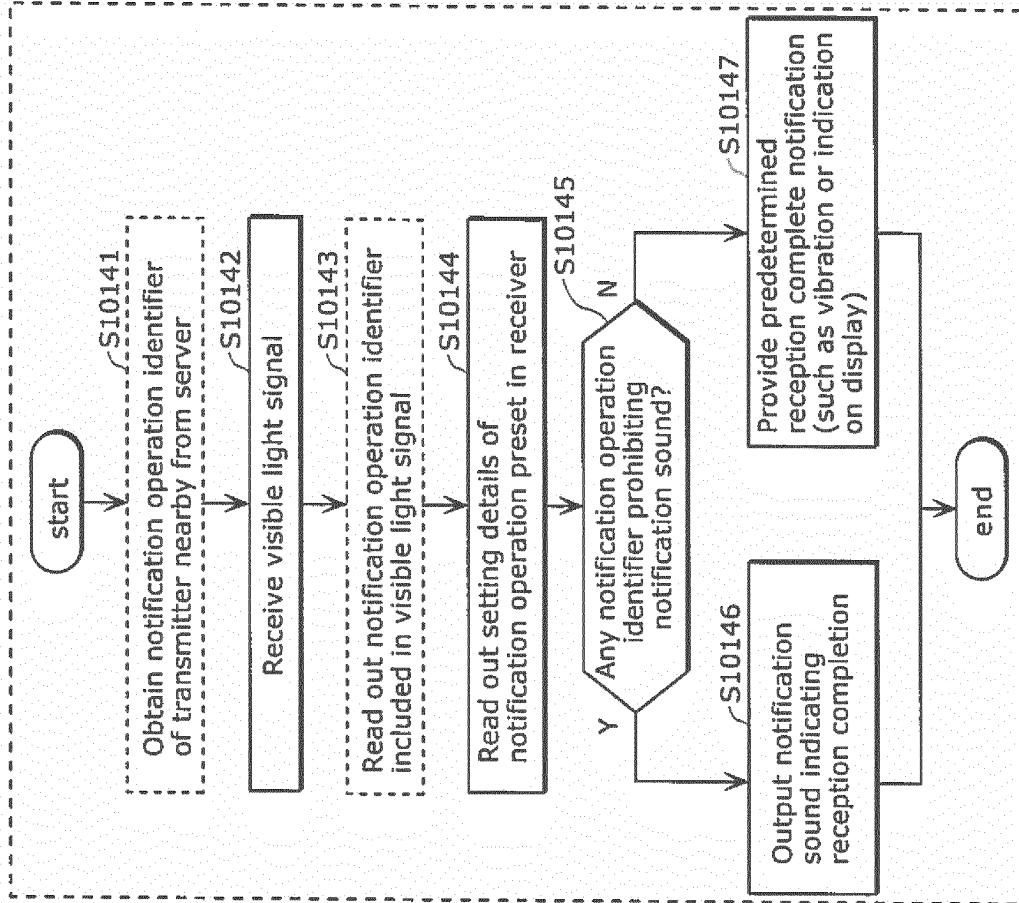 start
S10141
Obtain notification operation identifier
of transmitter nearby from server
S10142
Receive visible light signal
S10143
Read out notification operation identifier
included in visible light signal
S10144
Read out setting details of
notification operation preset in receiver
S10145
Any notification operation
identifier prohibiting
notification sound?
Y
N
S10146
Output notification
sound indicating
reception completion
S10147
Provide predetermined
reception complete notification
(such as vibration or indication
on display)
end